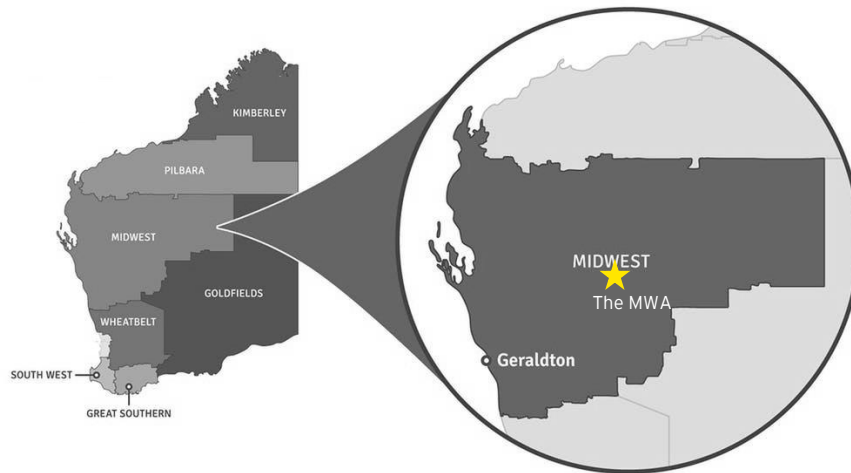 KIMBERLEY
PILBARA
MIDWEST
GOLDFIELDS
WHEATBELT
SOUTH WEST
GREAT SOUTHERN
MIDWEST
The MWA
Geraldton